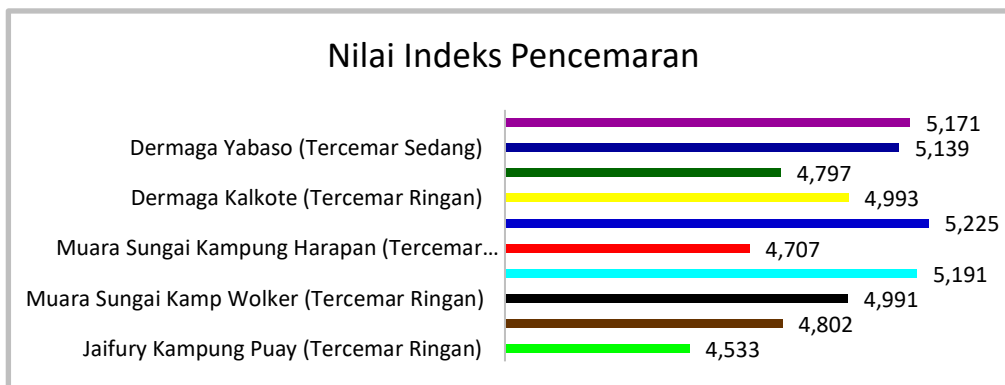 Nilai Indeks Pencemaran
5,171
Dermaga Yabaso (Tercemar Sedang)
5,139
4,797
Dermaga Kalkote (Tercemar Ringan)
4,993
5,225
Muara Sungai Kampung Harapan (Tercemar...
4,707
5,191
Muara Sungai Kamp Wolker (Tercemar Ringan)
4,991
4,802
Jaifury Kampung Puay (Tercemar Ringan)
4,533